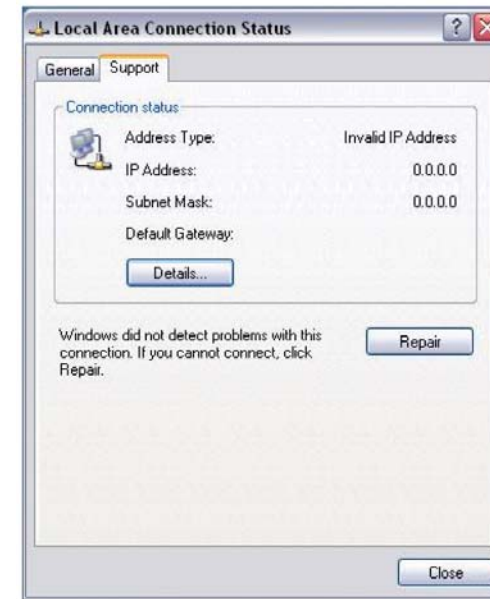 Local Area Connection Status
General Support
Connection status
Address Type: Invalid IP Address
IP Address: 0.0.0.0
Subnet Mask: 0.0.0.0
Default Gateway:
Details...
Windows did not detect problems with this
connection. If you cannot connect, click
Repair.
Repair
Close